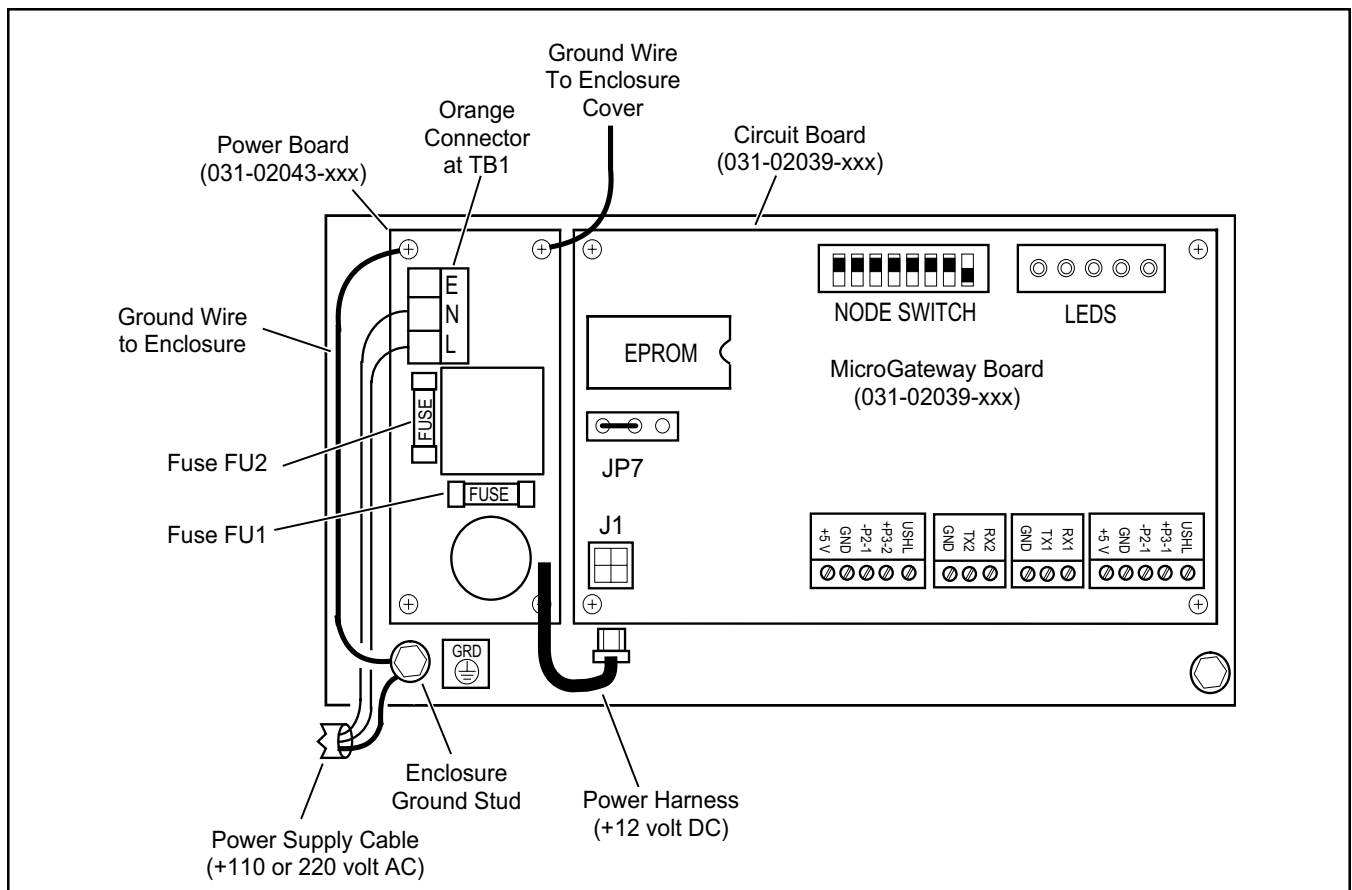 Ground Wire
To Enclosure
Cover
Orange
Connector
at TB1
Power Board
(031-02043-xxx)
Circuit Board
(031-02039-xxx)
E
N
L
NODE SWITCH
LEDS
Ground Wire
to Enclosure
EPROM
MicroGateway Board
(031-02039-xxx)
FUSE
JP7
Fuse FU2
FUSE
Fuse FU1
J1
+5 V
GND
-P2-1
+P3-2
USHL
GND
TX2
RX2
GND
TX1
RX1
+5 V
GND
-P2-1
+P3-1
USHL
GRD
Enclosure
Ground Stud
Power Harness
(+12 volt DC)
Power Supply Cable
(+110 or 220 volt AC)